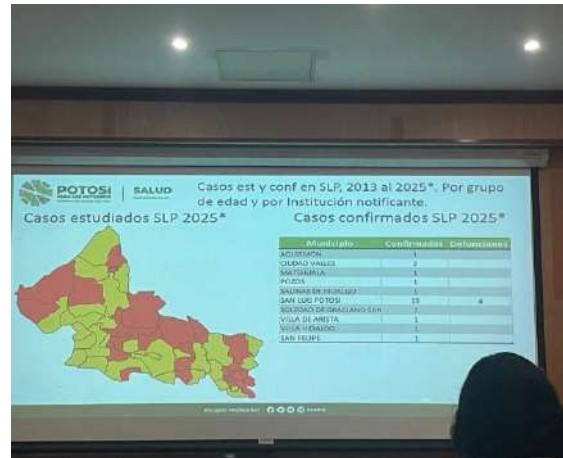 POTOSÍ
SALUD
Casos est y conf en SLP, 2013 al 2025*. Por grupo
de edad y por Institución notificante.
Casos estudiados SLP 2025*
Casos confirmados SLP 2025*
Municipio Confirmados Defunciones
AQUISMON 1
CIUDAD VALLES 2
MATEHUALA 1
POZOS 1
SALINAS DE HIDALGO
SAN LUIS POTOSI 13 4
SOLEDAD DE GRACIANO SAN
VILLA DE ARISTA 1
VILLA HIDALGO 1
SAN FELIPE 1